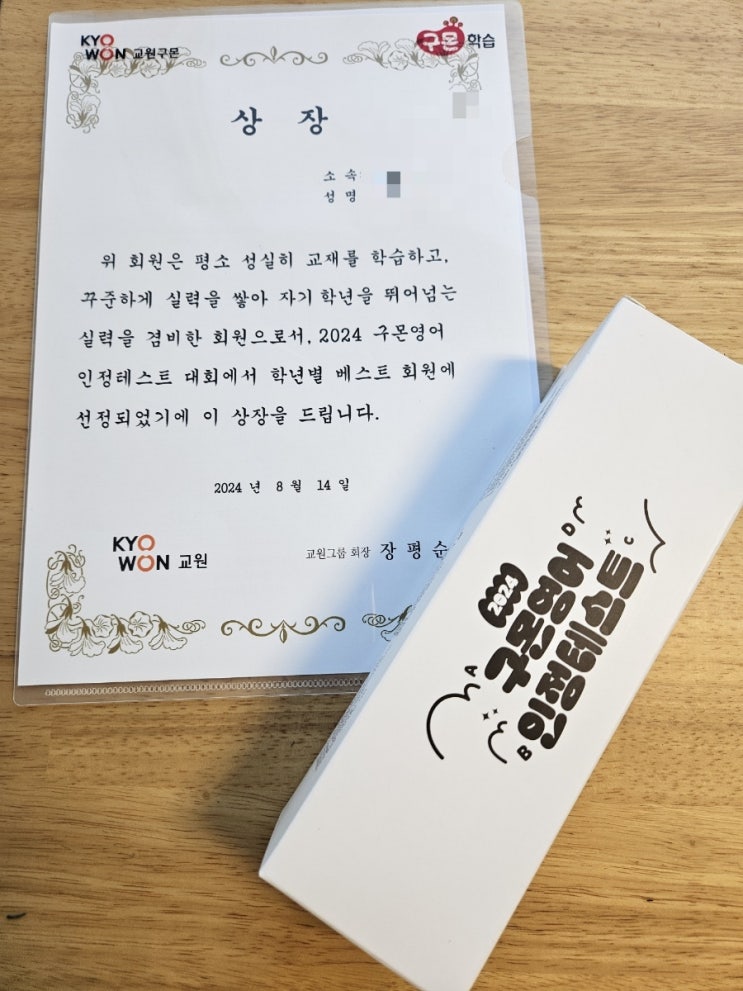 KYO
WON 교원구몬
구몬 학습
상 장
소 속:
성 명
위 회원은 평소 성실히 교재를 학습하고,
꾸준하게 실력을 쌓아 자기 학년을 뛰어넘는
실력을 겸비한 회원으로서, 2024 구몬영어
인정테스트 대회에서 학년별 베스트 회원에
선정되었기에 이 상장을 드립니다.
2024 년 8 월 14 일
KYO
WON 교원
교원그룹 회장 장 평 순
2024
구몬영어
인정테스트
A
B
C
D